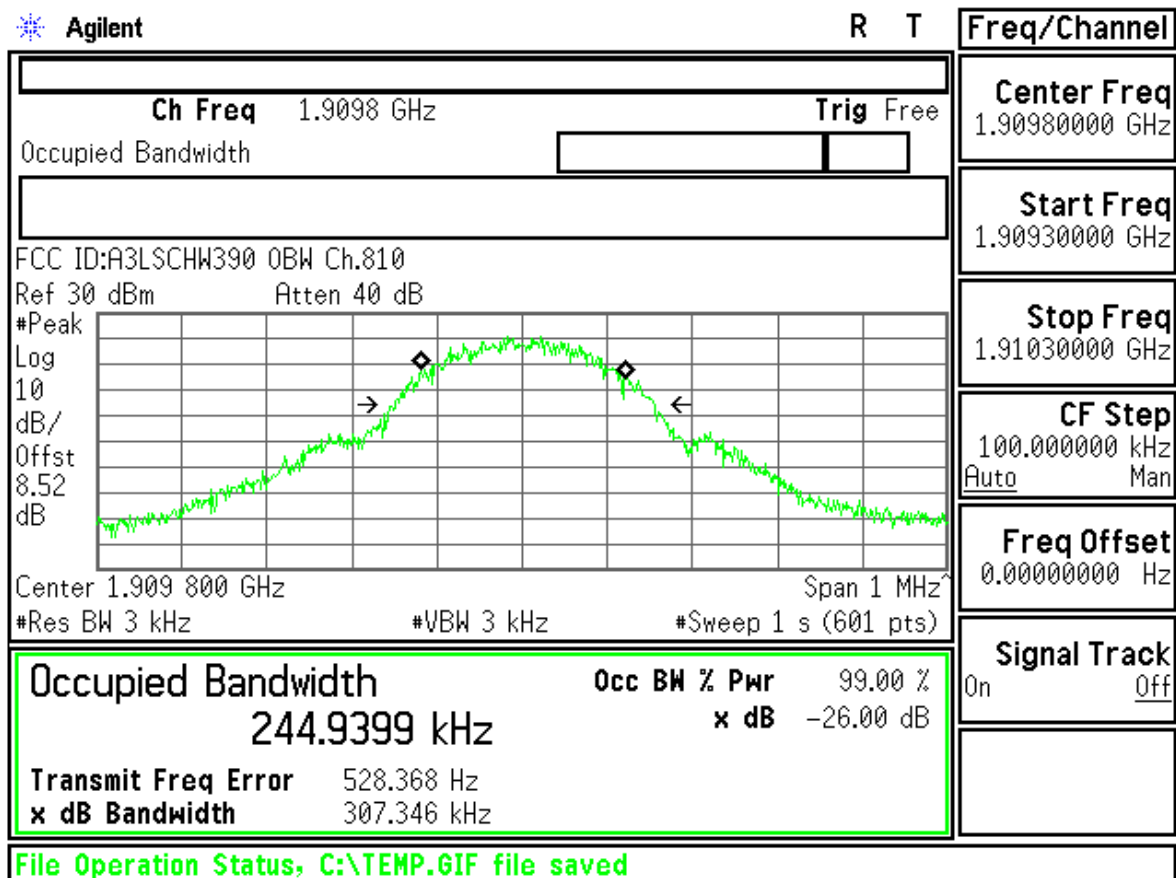 Agilent R T
Freq/Channel
Ch Freq 1.9098 GHz Trig Free
Occupied Bandwidth
FCC ID:A3LSCHW390 OBW Ch.810
Ref 30 dBm Atten 40 dB
#Peak
Log
10
dB/
Offst
8.52
dB
Center 1.909 800 GHz Span 1 MHz^
#Res BW 3 kHz #VBW 3 kHz #Sweep 1 s (601 pts)
Occupied Bandwidth
244.9399 kHz
Occ BW % Pwr 99.00 %
x dB -26.00 dB
Transmit Freq Error 528.368 Hz
x dB Bandwidth 307.346 kHz
File Operation Status, C:\TEMP.GIF file saved
Center Freq
1.90980000 GHz
Start Freq
1.90930000 GHz
Stop Freq
1.91030000 GHz
CF Step
100.000000 kHz
Auto Man
Freq Offset
0.00000000 Hz
Signal Track
On Off